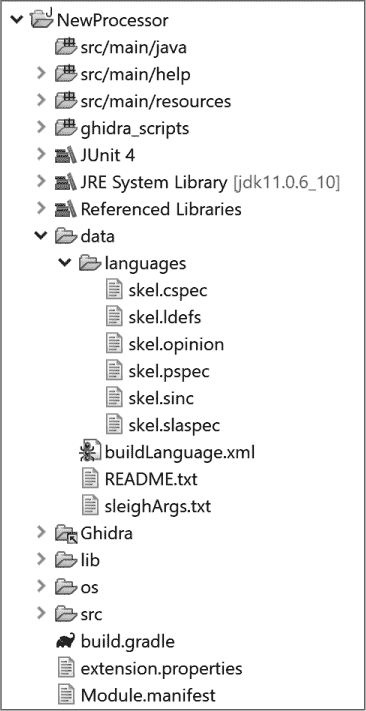 NewProcessor
src/main/java
src/main/help
src/main/resources
ghidra_scripts
JUnit 4
JRE System Library [jdk11.0.6_10]
Referenced Libraries
data
languages
skel.cspec
skel.ldefs
skel.opinion
skel.pspec
skel.sinc
skel.slaspec
buildLanguage.xml
README.txt
sleighArgs.txt
Ghidra
lib
os
src
build.gradle
extension.properties
Module.manifest